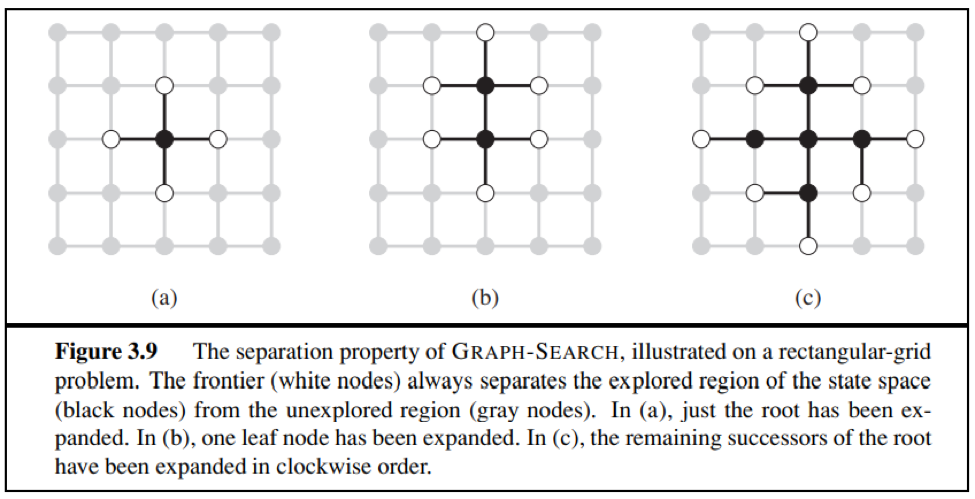 (a) (b) (c)
Figure 3.9 The separation property of GRAPH-SEARCH, illustrated on a rectangular-grid
problem. The frontier (white nodes) always separates the explored region of the state space
(black nodes) from the unexplored region (gray nodes). In (a), just the root has been ex-
panded. In (b), one leaf node has been expanded. In (c), the remaining successors of the root
have been expanded in clockwise order.